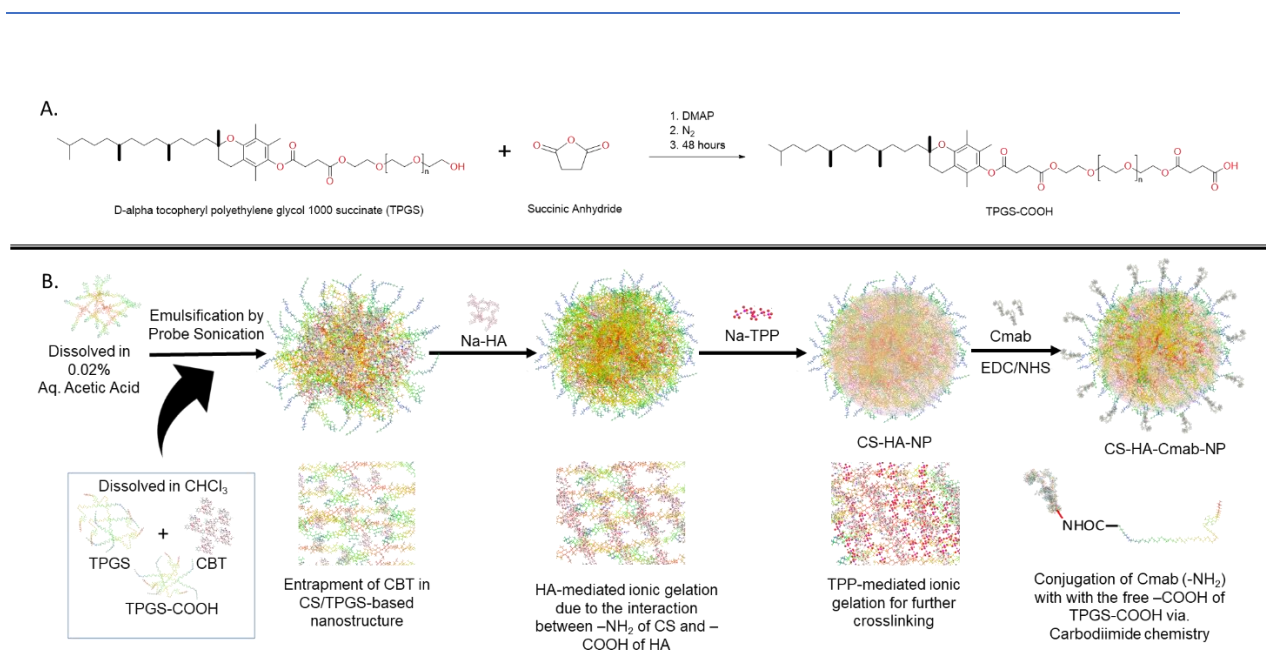 A.
1. DMAP
2. N₂
3. 48 hours
O
O
O
O
O
O
O
n
OH
+
O
O
O
O
O
O
O
O
O
O
n
O
O
OH
O
D-alpha tocopheryl polyethylene glycol 1000 succinate (TPGS)
Succinic Anhydride
TPGS-COOH
B.
Emulsification by
Probe Sonication
Dissolved in
0.02%
Aq. Acetic Acid
Na-HA
Na-TPP
Cmab
EDC/NHS
CS-HA-NP
CS-HA-Cmab-NP
Dissolved in CHCl₃
+
TPGS
CBT
TPGS-COOH
NHOC
Entrapment of CBT in
CS/TPGS-based
nanostructure
HA-mediated ionic gelation
due to the interaction
between –NH₂ of CS and –
COOH of HA
TPP-mediated ionic
gelation for further
crosslinking
Conjugation of Cmab (-NH₂)
with with the free –COOH of
TPGS-COOH via.
Carbodiimide chemistry